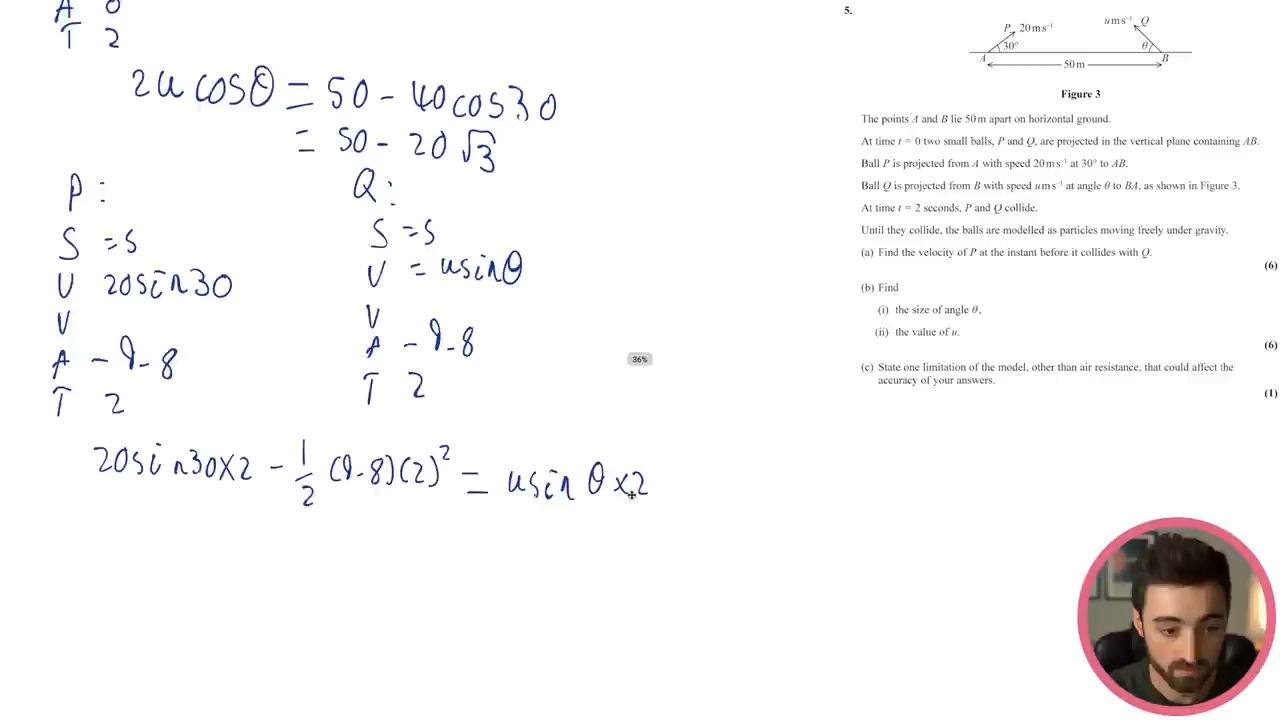 A 0
T 2
2u cosθ = 50 - 40cos30
= 50 - 20√3
P:
S = s
U 20sin30
V
A -9.8
T 2
Q:
S = s
U = usinθ
V
A -9.8
T 2
20sin30x2 - 1/2 (9.8)(2)² = usinθ x2
36%
5.
P 20 m s⁻¹
u m s⁻¹ Q
30° θ
A B
50 m
Figure 3
The points A and B lie 50 m apart on horizontal ground.
At time t = 0 two small balls, P and Q, are projected in the vertical plane containing AB.
Ball P is projected from A with speed 20 m s⁻¹ at 30° to AB.
Ball Q is projected from B with speed u m s⁻¹ at angle θ to BA, as shown in Figure 3.
At time t = 2 seconds, P and Q collide.
Until they collide, the balls are modelled as particles moving freely under gravity.
(a) Find the velocity of P at the instant before it collides with Q.
(6)
(b) Find
(i) the size of angle θ,
(ii) the value of u.
(6)
(c) State one limitation of the model, other than air resistance, that could affect the
accuracy of your answers.
(1)